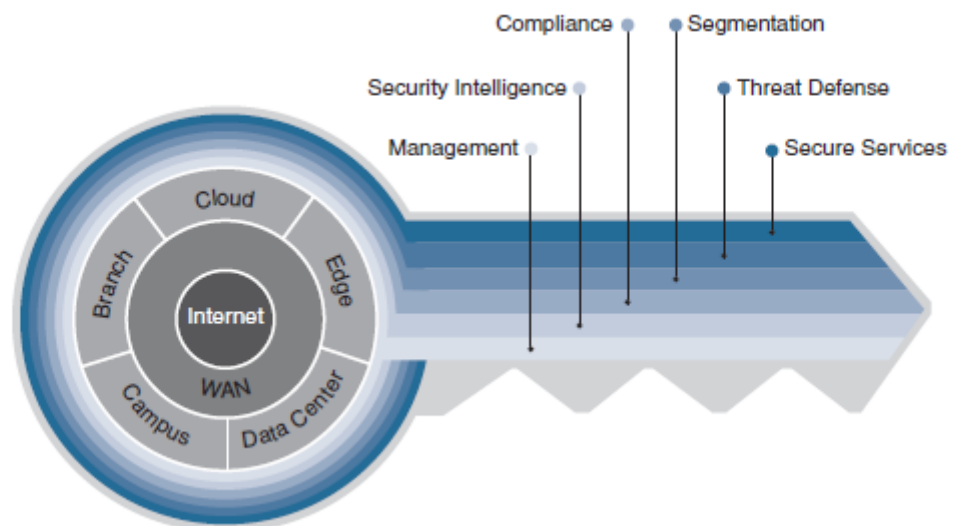 Compliance
Segmentation
Security Intelligence
Threat Defense
Management
Secure Services
Cloud
Branch
Edge
Internet
WAN
Campus
Data Center